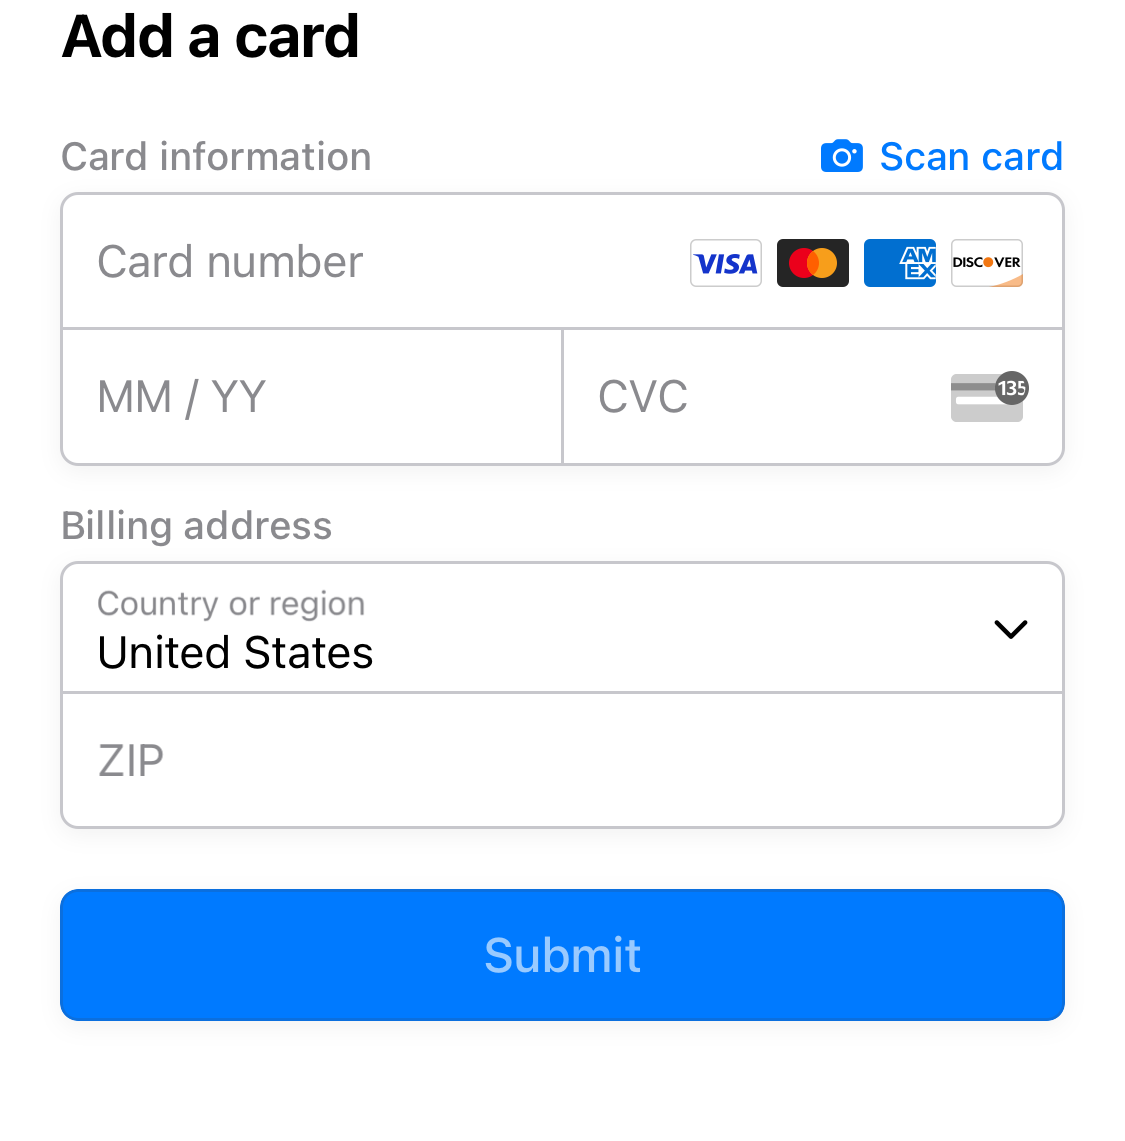 Add a card
Card information
Scan card
Card number
VISA
AM
EX
DISCOVER
MM / YY
CVC
135
Billing address
Country or region
United States
ZIP
Submit